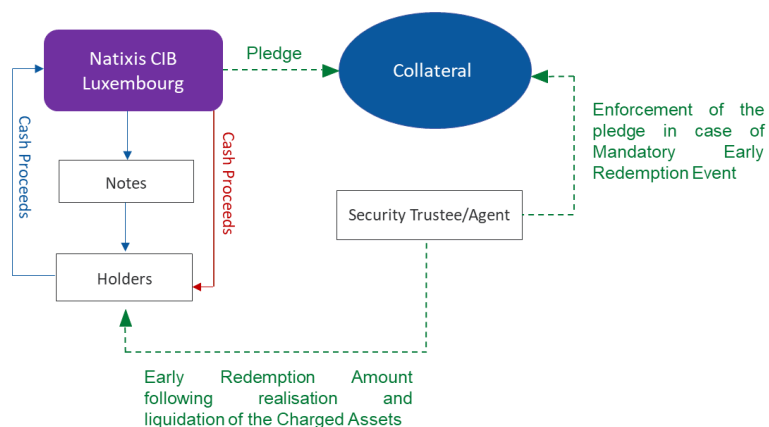 Natixis CIB
Luxembourg
Pledge
Collateral
Cash Proceeds
Cash Proceeds
Enforcement of the
pledge in case of
Mandatory Early
Redemption Event
Notes
Security Trustee/Agent
Holders
Early Redemption Amount
following realisation and
liquidation of the Charged Assets